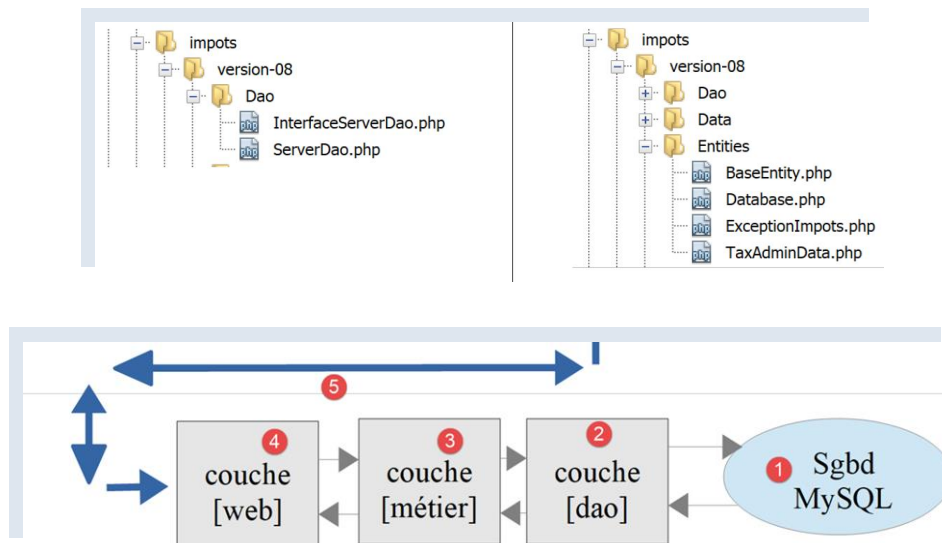 impots
version-08
Dao
InterfaceServerDao.php
ServerDao.php
impots
version-08
Dao
Data
Entities
BaseEntity.php
Database.php
ExceptionImpots.php
TaxAdminData.php
5
4
couche
[web]
3
couche
[métier]
2
couche
[dao]
1
Sgbd
MySQL